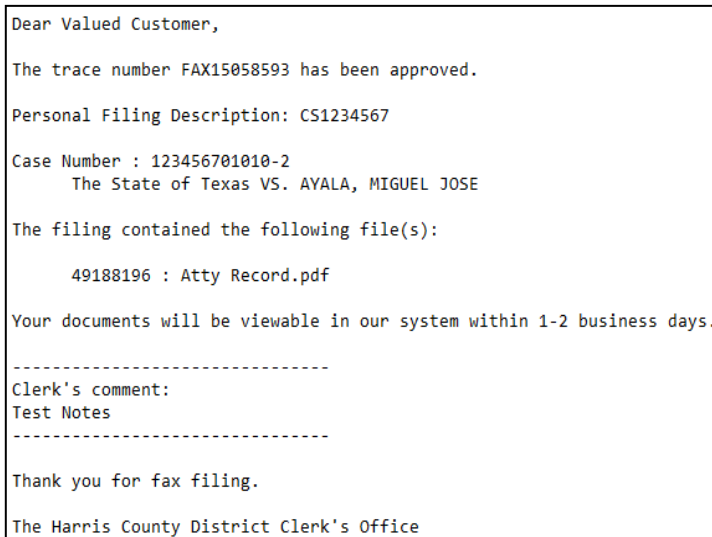 Dear Valued Customer,
The trace number FAX15058593 has been approved.
Personal Filing Description: CS1234567
Case Number : 123456701010-2
The State of Texas VS. AYALA, MIGUEL JOSE
The filing contained the following file(s):
49188196 : Atty Record.pdf
Your documents will be viewable in our system within 1-2 business days.
--------------------------------
Clerk's comment:
Test Notes
--------------------------------
Thank you for fax filing.
The Harris County District Clerk's Office